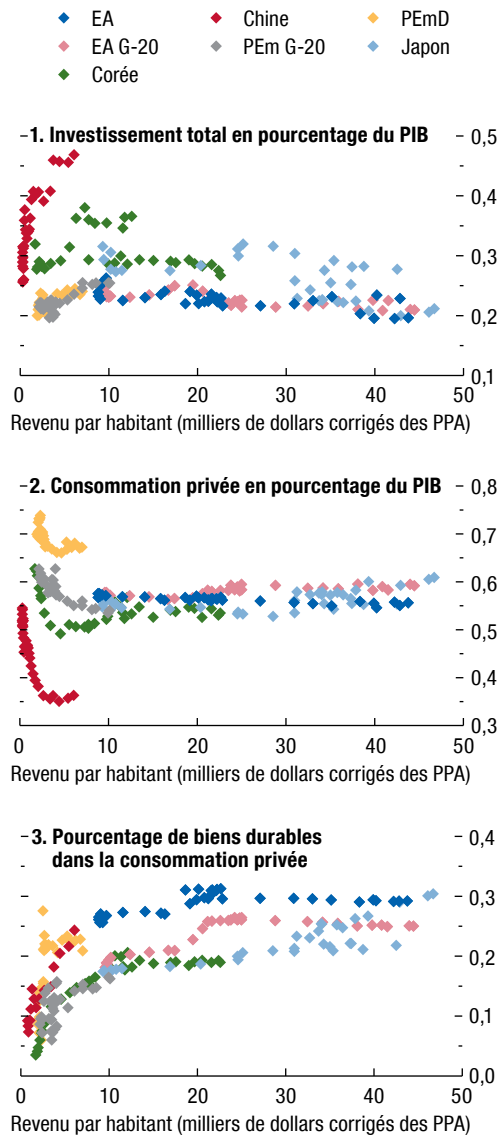 EA Chine PEmD
EA G-20 PEm G-20 Japon
Corée
1. Investissement total en pourcentage du PIB
0,5
0,4
0,3
0,2
0,1
0 10 20 30 40 50
Revenu par habitant (milliers de dollars corrigés des PPA)
2. Consommation privée en pourcentage du PIB
0,8
0,7
0,6
0,5
0,4
0,3
0 10 20 30 40 50
Revenu par habitant (milliers de dollars corrigés des PPA)
3. Pourcentage de biens durables
dans la consommation privée
0,4
0,3
0,2
0,1
0,0
0 10 20 30 40 50
Revenu par habitant (milliers de dollars corrigés des PPA)